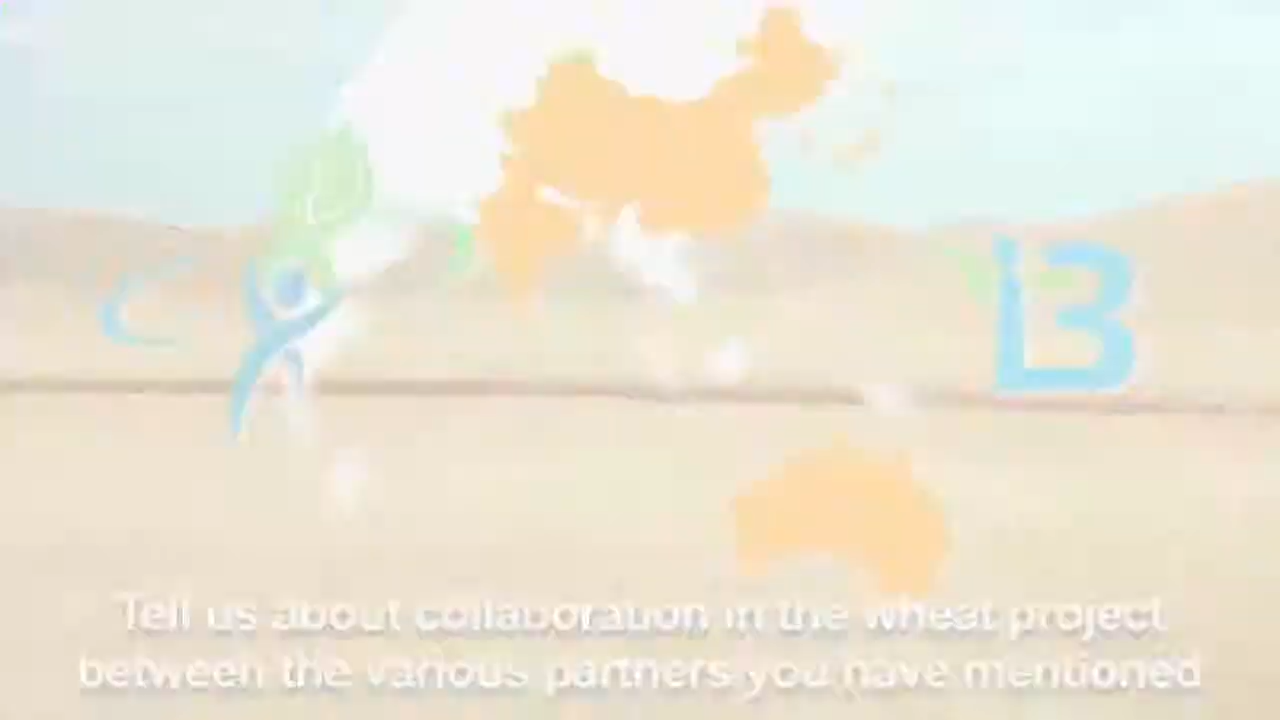 Tell us about collaboration in the wheat project
between the various partners you have mentioned